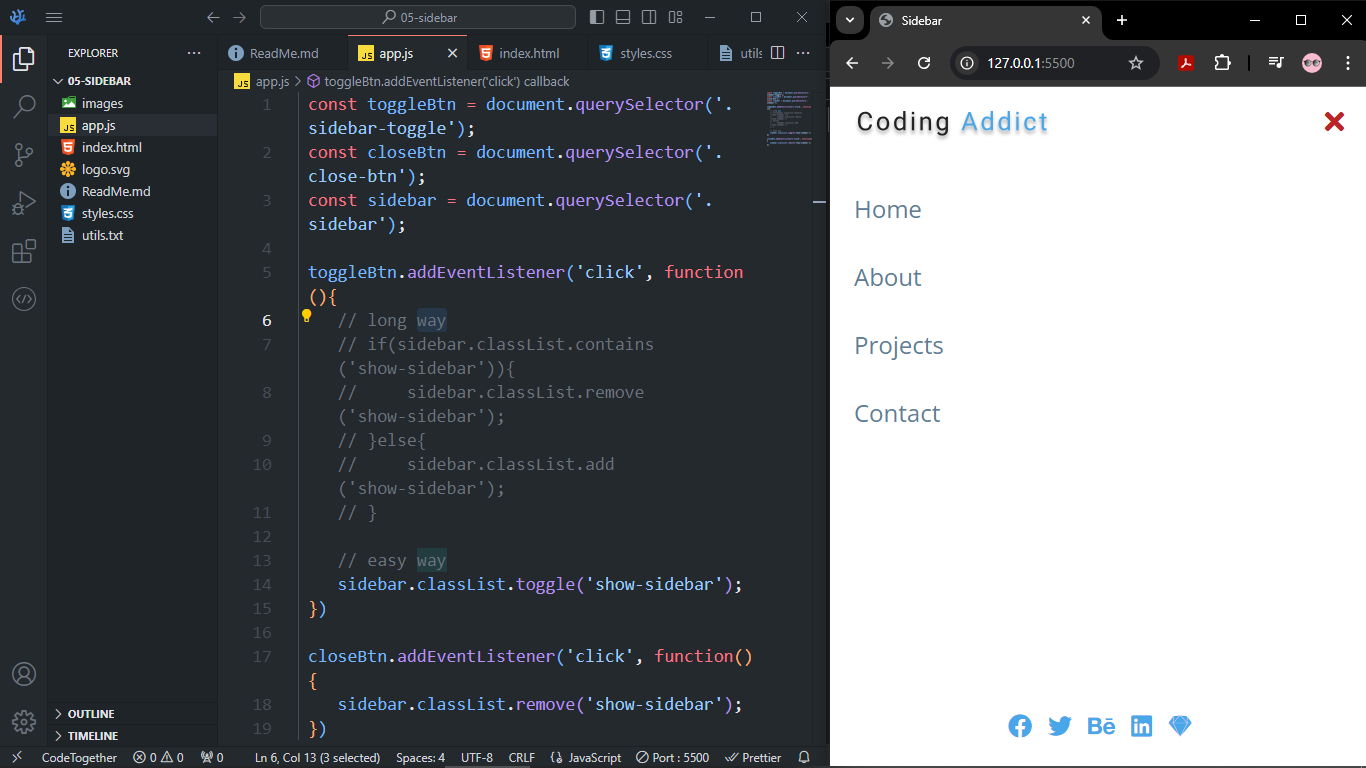 05-sidebar
EXPLORER
05-SIDEBAR
images
app.js
index.html
logo.svg
ReadMe.md
styles.css
utils.txt
OUTLINE
TIMELINE
ReadMe.md
JS app.js
index.html
styles.css
utils
JS app.js > toggleBtn.addEventListener('click') callback
1 const toggleBtn = document.querySelector('.
sidebar-toggle');
2 const closeBtn = document.querySelector('.
close-btn');
3 const sidebar = document.querySelector('.
sidebar');
4
5 toggleBtn.addEventListener('click', function
(){
6 // long way
7 // if(sidebar.classList.contains
('show-sidebar')){
8 //     sidebar.classList.remove
('show-sidebar');
9 // }else{
10 //     sidebar.classList.add
('show-sidebar');
11 // }
12
13 // easy way
14 sidebar.classList.toggle('show-sidebar');
15 })
16
17 closeBtn.addEventListener('click', function()
{
18 sidebar.classList.remove('show-sidebar');
19 })
CodeTogether 0 0 0 Ln 6, Col 13 (3 selected) Spaces: 4 UTF-8 CRLF {} JavaScript Port : 5500 Prettier
Sidebar
127.0.0.1:5500
Coding Addict
Home
About
Projects
Contact
Bē
in